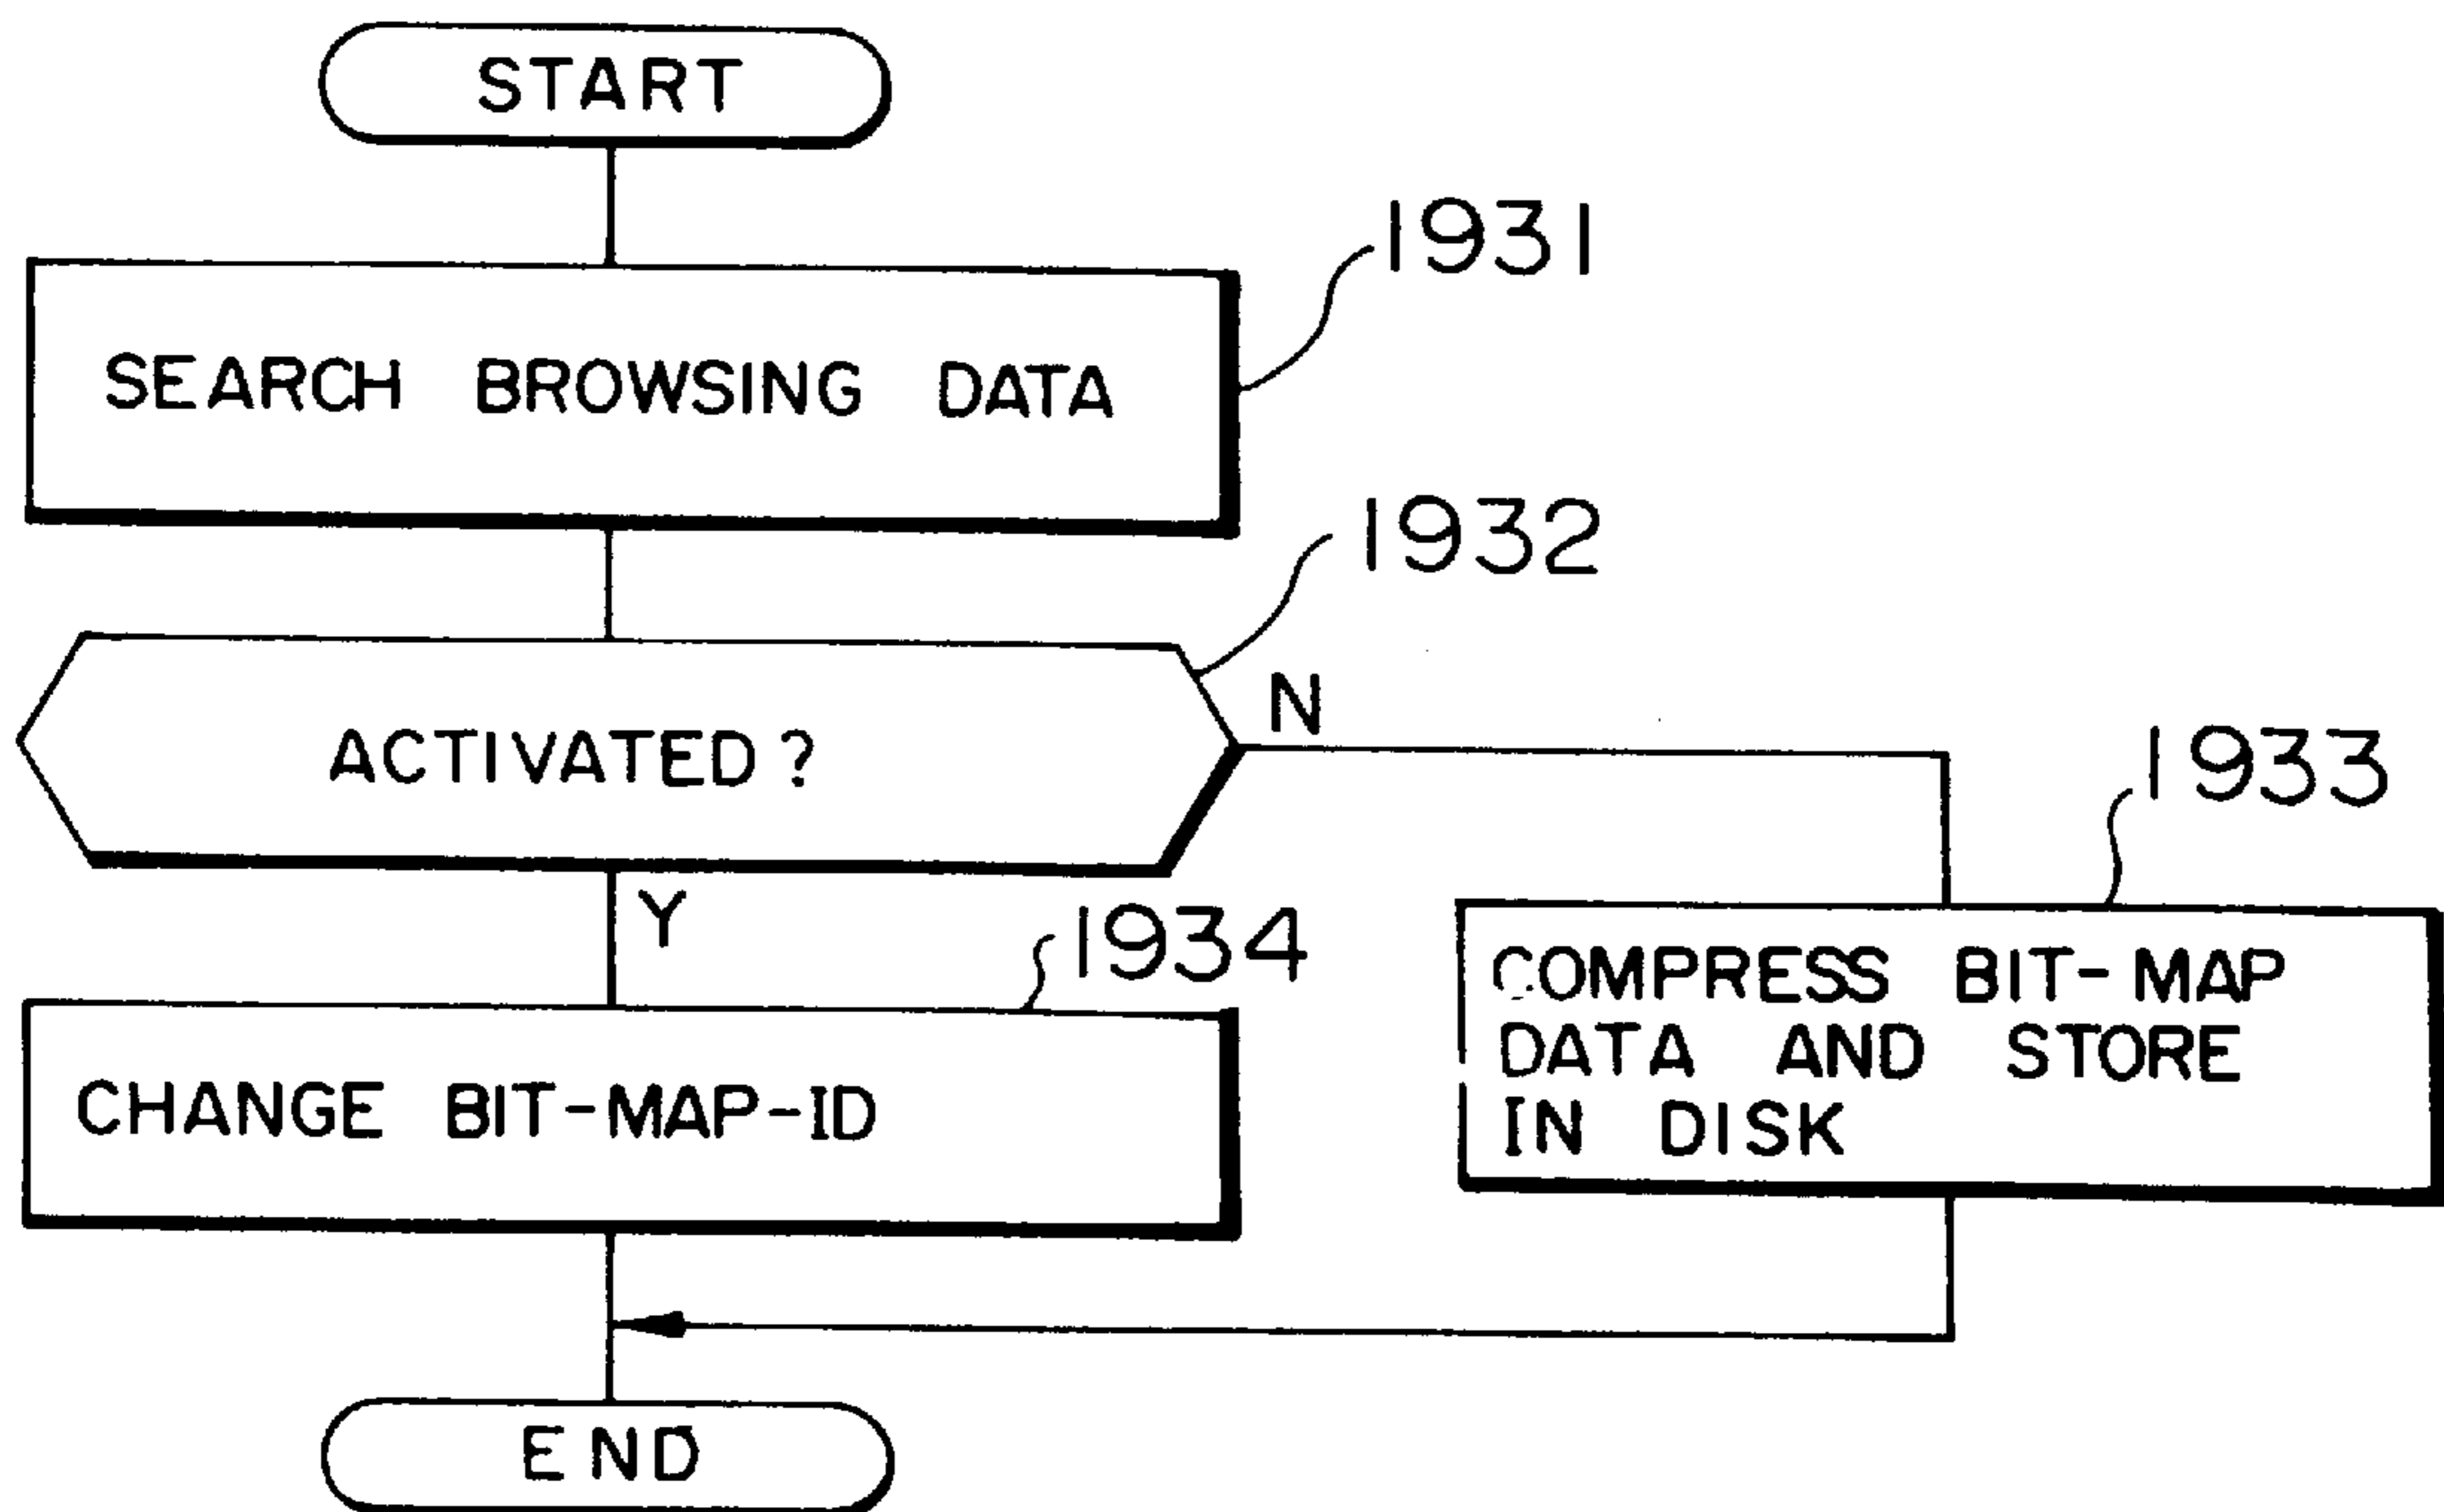 START
1931
SEARCH BROWSING DATA
1932
N
ACTIVATED?
1933
Y
1934
COMPRESS BIT-MAP
DATA AND STORE
IN DISK
CHANGE BIT-MAP-ID
END